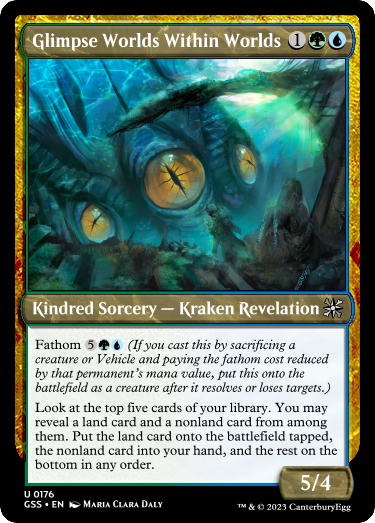 Glimpse Worlds Within Worlds 1
Kindred Sorcery — Kraken Revelation
Fathom 5 (If you cast this by sacrificing a
creature or Vehicle and paying the fathom cost reduced
by that permanent's mana value, put this onto the
battlefield as a creature after it resolves or loses targets.)
Look at the top five cards of your library. You may
reveal a land card and a nonland card from among
them. Put the land card onto the battlefield tapped,
the nonland card into your hand, and the rest on the
bottom in any order.
5/4
U 0176
GSS • EN Maria Clara Daly
™ & © 2023 CanterburyEgg